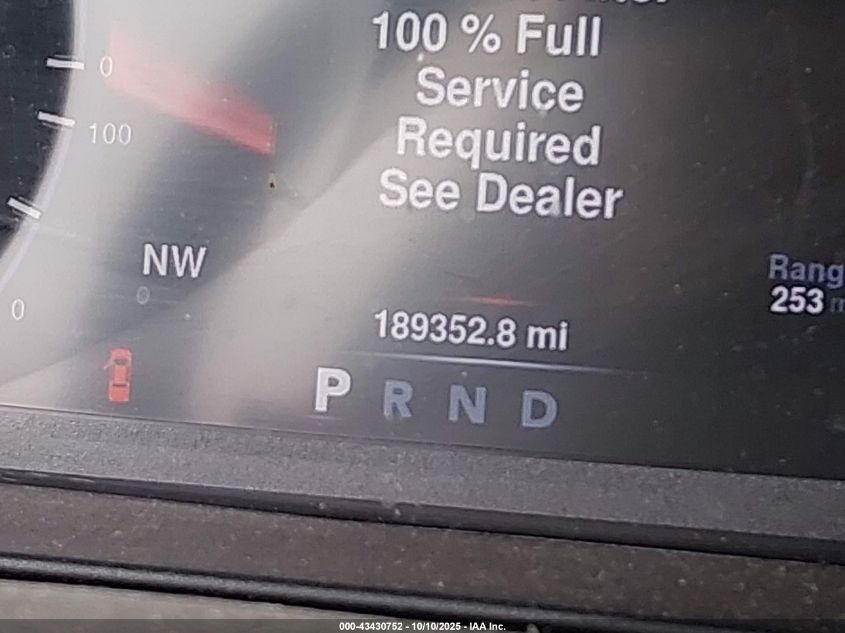 100 % Full
Service
Required
See Dealer
0
100
NW
0
0
Rang
253
189352.8 mi
P R N D
000-43430752 - 10/10/2025 - IAA Inc.